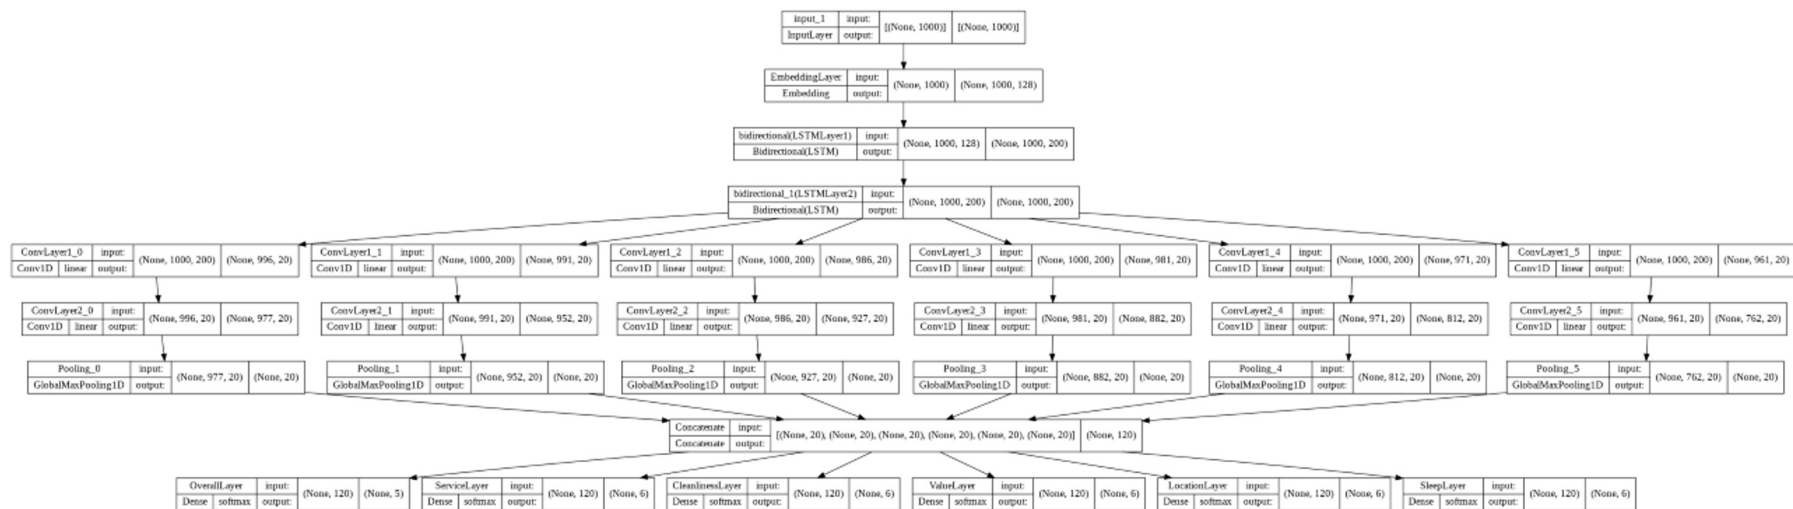 input_1 input: [(None, 1000)] [(None, 1000)]
InputLayer output:
EmbeddingLayer input: (None, 1000) (None, 1000, 128)
Embedding output:
bidirectional(LSTMLayer1) input: (None, 1000, 128) (None, 1000, 200)
Bidirectional(LSTM) output:
bidirectional_1(LSTMLayer2) input: (None, 1000, 200) (None, 1000, 200)
Bidirectional(LSTM) output:
ConvLayer1_0 input: (None, 1000, 200) (None, 996, 20)
Conv1D linear output:
ConvLayer1_1 input: (None, 1000, 200) (None, 991, 20)
Conv1D linear output:
ConvLayer1_2 input: (None, 1000, 200) (None, 986, 20)
Conv1D linear output:
ConvLayer1_3 input: (None, 1000, 200) (None, 981, 20)
Conv1D linear output:
ConvLayer1_4 input: (None, 1000, 200) (None, 971, 20)
Conv1D linear output:
ConvLayer1_5 input: (None, 1000, 200) (None, 961, 20)
Conv1D linear output:
ConvLayer2_0 input: (None, 996, 20) (None, 977, 20)
Conv1D linear output:
ConvLayer2_1 input: (None, 991, 20) (None, 952, 20)
Conv1D linear output:
ConvLayer2_2 input: (None, 986, 20) (None, 927, 20)
Conv1D linear output:
ConvLayer2_3 input: (None, 981, 20) (None, 882, 20)
Conv1D linear output:
ConvLayer2_4 input: (None, 971, 20) (None, 812, 20)
Conv1D linear output:
ConvLayer2_5 input: (None, 961, 20) (None, 762, 20)
Conv1D linear output:
Pooling_0 input: (None, 977, 20) (None, 20)
GlobalMaxPooling1D output:
Pooling_1 input: (None, 952, 20) (None, 20)
GlobalMaxPooling1D output:
Pooling_2 input: (None, 927, 20) (None, 20)
GlobalMaxPooling1D output:
Pooling_3 input: (None, 882, 20) (None, 20)
GlobalMaxPooling1D output:
Pooling_4 input: (None, 812, 20) (None, 20)
GlobalMaxPooling1D output:
Pooling_5 input: (None, 762, 20) (None, 20)
GlobalMaxPooling1D output:
Concatenate input: [(None, 20), (None, 20), (None, 20), (None, 20), (None, 20), (None, 20)] (None, 120)
Concatenate output:
OverallLayer input: (None, 120) (None, 5)
Dense softmax output:
ServiceLayer input: (None, 120) (None, 6)
Dense softmax output:
CleanlinessLayer input: (None, 120) (None, 6)
Dense softmax output:
ValueLayer input: (None, 120) (None, 6)
Dense softmax output:
LocationLayer input: (None, 120) (None, 6)
Dense softmax output:
SleepLayer input: (None, 120) (None, 6)
Dense softmax output: